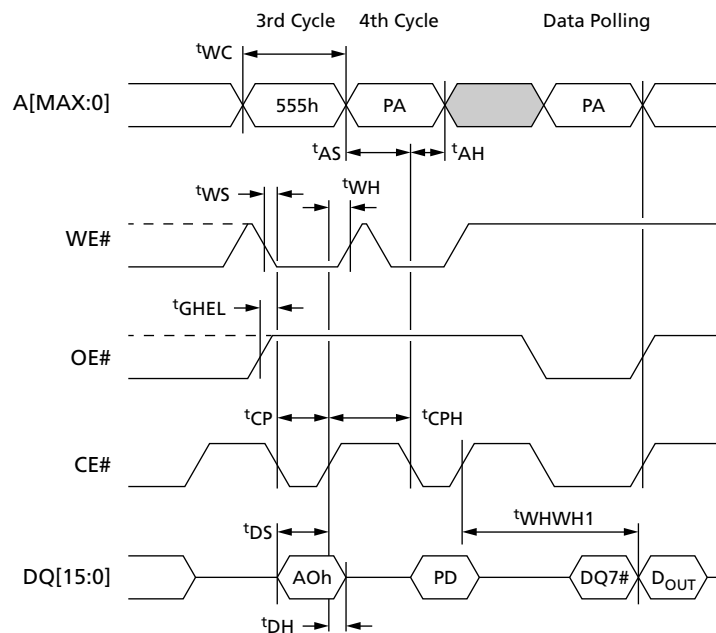 3rd Cycle 4th Cycle Data Polling
tWC
A[MAX:0] 555h PA PA
tAS tAH
tWS tWH
WE#
tGHEL
OE#
tCP tCPH
CE#
tWHWH1
tDS
DQ[15:0] AOh PD DQ7# DOUT
tDH